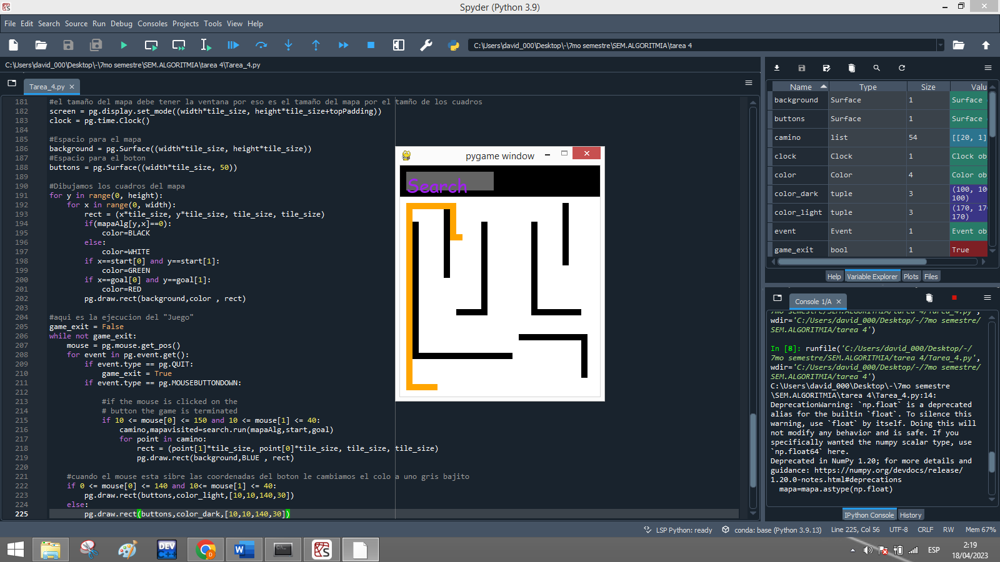 Spyder (Python 3.9)
File Edit Search Source Run Debug Consoles Projects Tools View Help
C:\Users\david_000\Desktop\-\7mo semestre\SEM.ALGORITMIA\tarea 4
C:\Users\david_000\Desktop\-\7mo semestre\SEM.ALGORITMIA\tarea 4\Tarea_4.py
Tarea_4.py
181 #el tamaño del mapa debe tener la ventana por eso es el tamaño del mapa por el tamño de los cuadros
182 screen = pg.display.set_mode((width*tile_size, height*tile_size+topPadding))
183 clock = pg.time.Clock()
184
185 #Espacio para el mapa
186 background = pg.Surface((width*tile_size, height*tile_size))
187 #Espacio para el boton
188 buttons = pg.Surface((width*tile_size, 50))
189
190 #Dibujamos los cuadros del mapa
191 for y in range(0, height):
192     for x in range(0, width):
193         rect = (x*tile_size, y*tile_size, tile_size, tile_size)
194         if(mapaAlg[y,x]==0):
195             color=BLACK
196         else:
197             color=WHITE
198         if x==start[0] and y==start[1]:
199             color=GREEN
200         if x==goal[0] and y==goal[1]:
201             color=RED
202         pg.draw.rect(background,color , rect)
203
204 #aqui es la ejecucion del "Juego"
205 game_exit = False
206 while not game_exit:
207     mouse = pg.mouse.get_pos()
208     for event in pg.event.get():
209         if event.type == pg.QUIT:
210             game_exit = True
211         if event.type == pg.MOUSEBUTTONDOWN:
212
213             #if the mouse is clicked on the
214             # button the game is terminated
215             if 10 <= mouse[0] <= 150 and 10 <= mouse[1] <= 40:
216                 camino,mapavisited=search.run(mapaAlg,start,goal)
217                 for point in camino:
218                     rect = (point[1]*tile_size, point[0]*tile_size, tile_size, tile_size)
219                     pg.draw.rect(background,BLUE , rect)
220
221     #cuando el mouse esta sibre las coordenadas del boton le cambiamos el colo a uno gris bajito
222     if 0 <= mouse[0] <= 140 and 10<= mouse[1] <= 40:
223         pg.draw.rect(buttons,color_light,[10,10,140,30])
224     else:
225         pg.draw.rect(buttons,color_dark,[10,10,140,30])
pygame window
Search
Name Type Size Valu
background Surface 1 Surface
buttons Surface 1 Surface
camino list 54 [[20, 1]
clock Clock 1 Clock ob
color Color 4 Color ob
color_dark tuple 3 (100, 10
100)
color_light tuple 3 (170, 17
170)
event Event 1 Event ob
game_exit bool 1 True
Help Variable Explorer Plots Files
Console 1/A
7mo semestre/SEM.ALGORITMIA/tarea 4/Tarea_4.py',
wdir='C:/Users/david_000/Desktop/-/7mo semestre/
SEM.ALGORITMIA/tarea 4')
In [8]: runfile('C:/Users/david_000/Desktop/-/
7mo semestre/SEM.ALGORITMIA/tarea 4/Tarea_4.py',
wdir='C:/Users/david_000/Desktop/-/7mo semestre/
SEM.ALGORITMIA/tarea 4')
C:\Users\david_000\Desktop\-\7mo semestre
\SEM.ALGORITMIA\tarea 4\Tarea_4.py:14:
DeprecationWarning: `np.float` is a deprecated
alias for the builtin `float`. To silence this
warning, use `float` by itself. Doing this will
not modify any behavior and is safe. If you
specifically wanted the numpy scalar type, use
`np.float64` here.
Deprecated in NumPy 1.20; for more details and
guidance: https://numpy.org/devdocs/release/
1.20.0-notes.html#deprecations
  mapa=mapa.astype(np.float)
IPython Console History
LSP Python: ready conda: base (Python 3.9.13) Line 225, Col 56 UTF-8 CRLF RW Mem 67%
DEV C++
ESP
2:19
18/04/2023